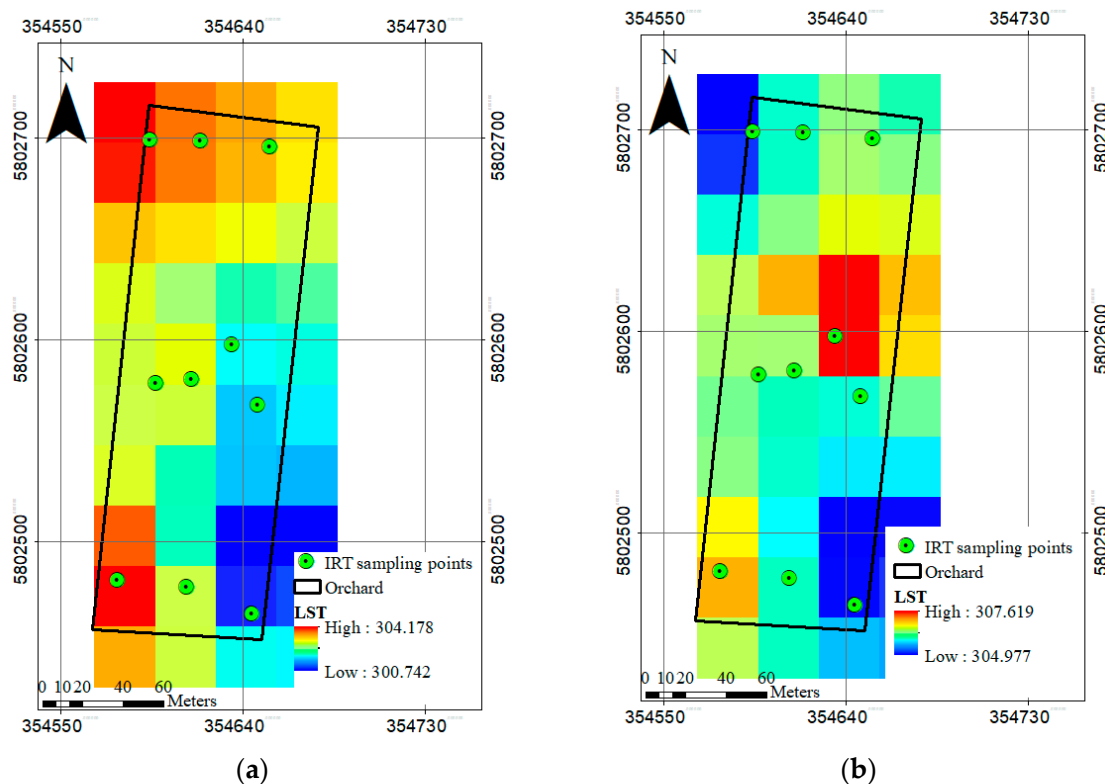 354550 354640 354730
N
5802700 5802700
5802600 5802600
5802500 5802500
IRT sampling points
Orchard
LST
High : 304.178
Low : 300.742
0 10 20 40 60
Meters
354550 354640 354730
(a)
354550 354640 354730
N
5802700 5802700
5802600 5802600
5802500 5802500
IRT sampling points
Orchard
LST
High : 307.619
Low : 304.977
0 10 20 40 60
Meters
354550 354640 354730
(b)